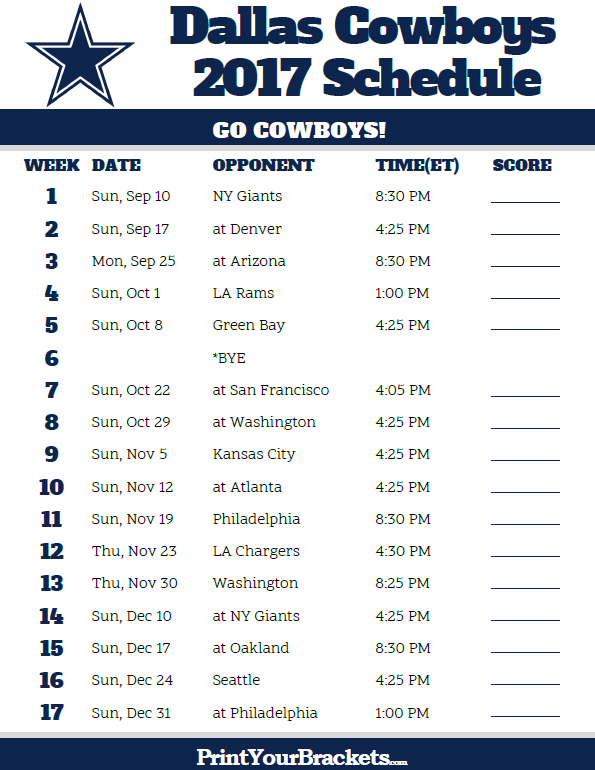 Dallas Cowboys
2017 Schedule
GO COWBOYS!
WEEK DATE OPPONENT TIME(ET) SCORE
1 Sun, Sep 10 NY Giants 8:30 PM
2 Sun, Sep 17 at Denver 4:25 PM
3 Mon, Sep 25 at Arizona 8:30 PM
4 Sun, Oct 1 LA Rams 1:00 PM
5 Sun, Oct 8 Green Bay 4:25 PM
6 *BYE
7 Sun, Oct 22 at San Francisco 4:05 PM
8 Sun, Oct 29 at Washington 4:25 PM
9 Sun, Nov 5 Kansas City 4:25 PM
10 Sun, Nov 12 at Atlanta 4:25 PM
11 Sun, Nov 19 Philadelphia 8:30 PM
12 Thu, Nov 23 LA Chargers 4:30 PM
13 Thu, Nov 30 Washington 8:25 PM
14 Sun, Dec 10 at NY Giants 4:25 PM
15 Sun, Dec 17 at Oakland 8:30 PM
16 Sun, Dec 24 Seattle 4:25 PM
17 Sun, Dec 31 at Philadelphia 1:00 PM
PrintYourBrackets.com